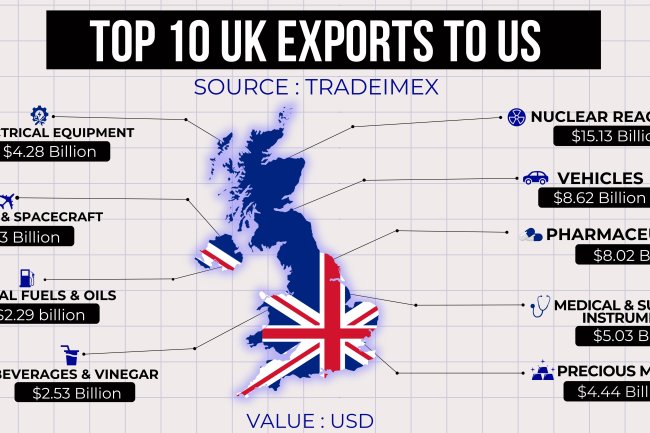 TOP 10 UK EXPORTS TO US
SOURCE : TRADEIMEX
CTRICAL EQUIPMENT
$4.28 Billion
& SPACECRAFT
3 Billion
AL FUELS & OILS
$2.29 billion
BEVERAGES & VINEGAR
$2.53 Billion
NUCLEAR REAC
$15.13 Billio
VEHICLES
$8.62 Billion
PHARMACEU
$8.02 B
MEDICAL & SU
INSTRUM
$5.03 B
PRECIOUS M
$4.44 Bill
VALUE : USD